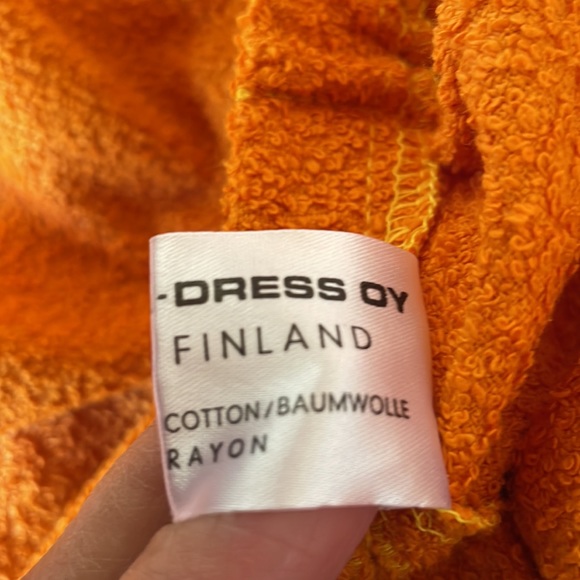 -DRESS OY
FINLAND
COTTON/BAUMWOLLE
RAYON